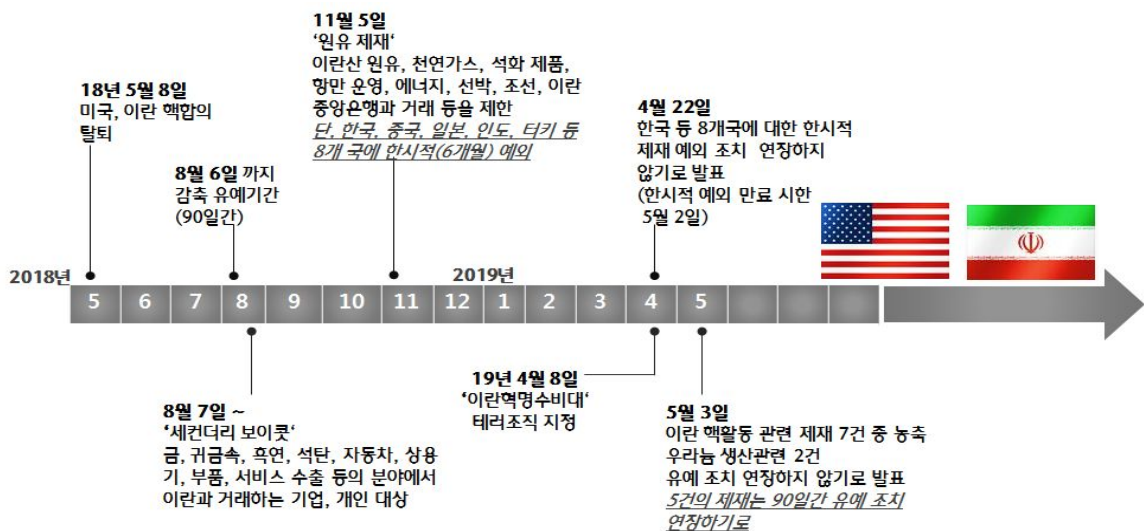 11월 5일
‘원유 제재‘
이란산 원유, 천연가스, 석화 제품,
항만 운영, 에너지, 선박, 조선, 이란
중앙은행과 거래 등을 제한
단, 한국, 중국, 일본, 인도, 터키 등
8개 국에 한시적(6개월) 예외
18년 5월 8일
미국, 이란 핵합의
탈퇴
8월 6일 까지
감축 유예기간
(90일간)
4월 22일
한국 등 8개국에 대한 한시적
제재 예외 조치 연장하지
않기로 발표
(한시적 예외 만료 시한
5월 2일)
2018년
2019년
5 6 7 8 9 10 11 12 1 2 3 4 5
8월 7일 ~
‘세컨더리 보이콧‘
금, 귀금속, 흑연, 석탄, 자동차, 상용
기, 부품, 서비스 수출 등의 분야에서
이란과 거래하는 기업, 개인 대상
19년 4월 8일
‘이란혁명수비대‘
테러조직 지정
5월 3일
이란 핵활동 관련 제재 7건 중 농축
우라늄 생산관련 2건
유예 조치 연장하지 않기로 발표
5건의 제재는 90일간 유예 조치
연장하기로